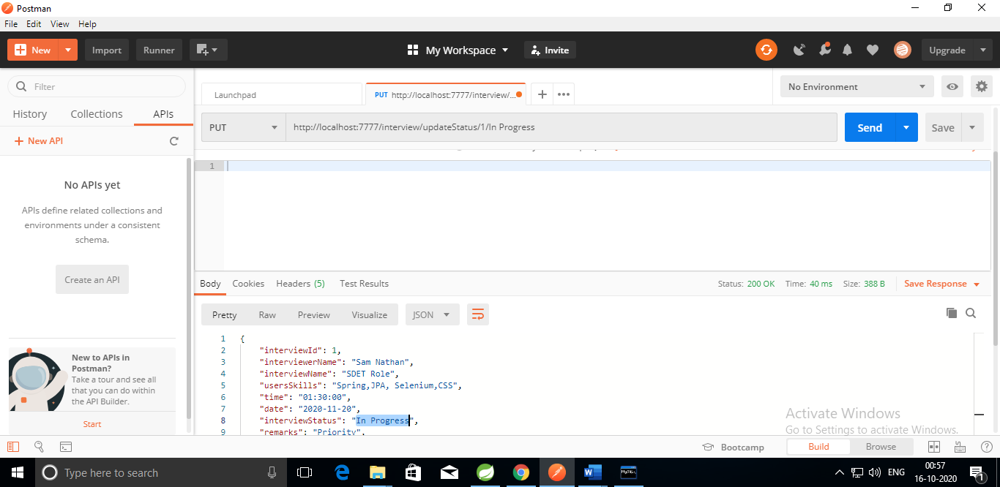 Postman
File Edit View Help
New Import Runner My Workspace Invite Upgrade
Filter
History Collections APIs
New API
No APIs yet
APIs define related collections and
environments under a consistent
schema.
Create an API
New to APIs in
Postman?
Take a tour and see all
that you can do within
the API Builder.
Start
Launchpad PUT http://localhost:7777/interview/... No Environment
PUT http://localhost:7777/interview/updateStatus/1/In Progress Send Save
1
Body Cookies Headers (5) Test Results Status: 200 OK Time: 40 ms Size: 388 B Save Response
Pretty Raw Preview Visualize JSON
1 {
2 "interviewId": 1,
3 "interviewerName": "Sam Nathan",
4 "interviewName": "SDET Role",
5 "usersSkills": "Spring,JPA, Selenium,CSS",
6 "time": "01:30:00",
7 "date": "2020-11-20",
8 "interviewStatus": "In Progress",
9 "remarks": "Priority",
Activate Windows
Go to Settings to activate Windows.
Bootcamp Build Browse
Type here to search
MySQL
ENG
00:57
16-10-2020
1